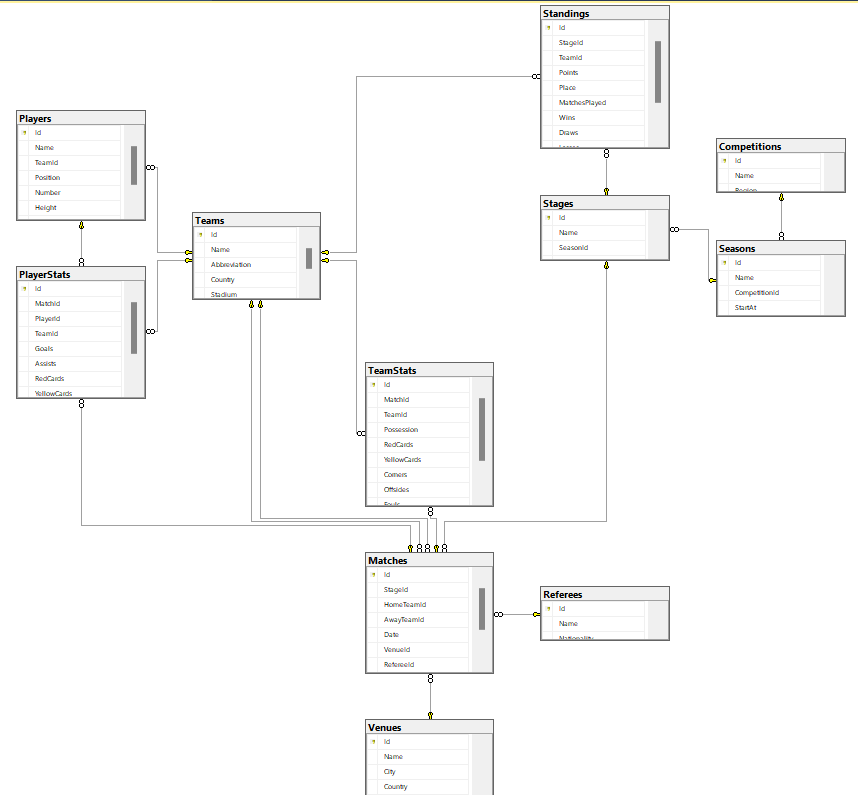 Standings
Id
StageId
TeamId
Points
Place
MatchesPlayed
Wins
Draws
Losses
Players
Id
Name
TeamId
Position
Number
Height
Competitions
Id
Name
Region
Stages
Id
Name
SeasonId
Teams
Id
Name
Abbreviation
Country
Stadium
Seasons
Id
Name
CompetitionId
StartAt
PlayerStats
Id
MatchId
PlayerId
TeamId
Goals
Assists
RedCards
YellowCards
TeamStats
Id
MatchId
TeamId
Possession
RedCards
YellowCards
Corners
Offsides
Fouls
Matches
Id
StageId
HomeTeamId
AwayTeamId
Date
VenueId
RefereeId
Referees
Id
Name
Nationality
Venues
Id
Name
City
Country